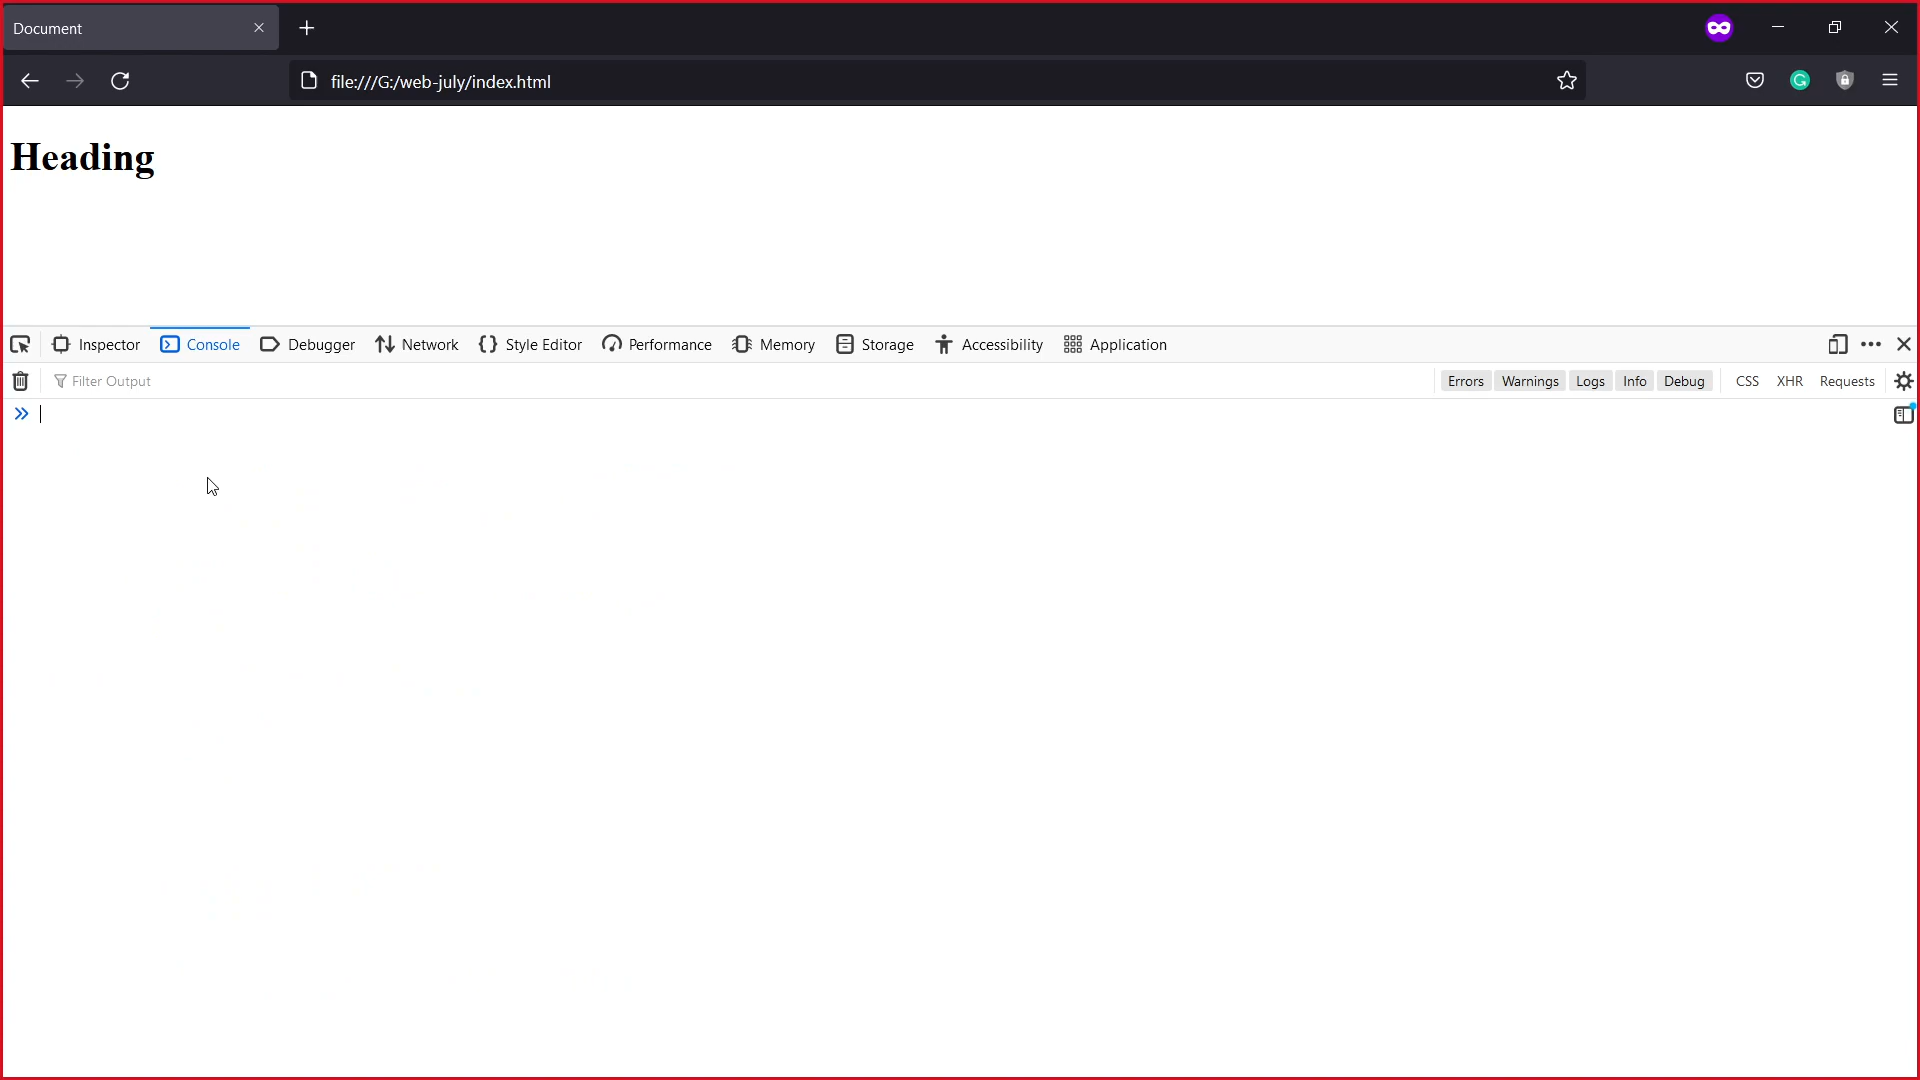 Document
file:///G:/web-july/index.html
Heading
Inspector Console Debugger Network Style Editor Performance Memory Storage Accessibility Application
Filter Output Errors Warnings Logs Info Debug CSS XHR Requests